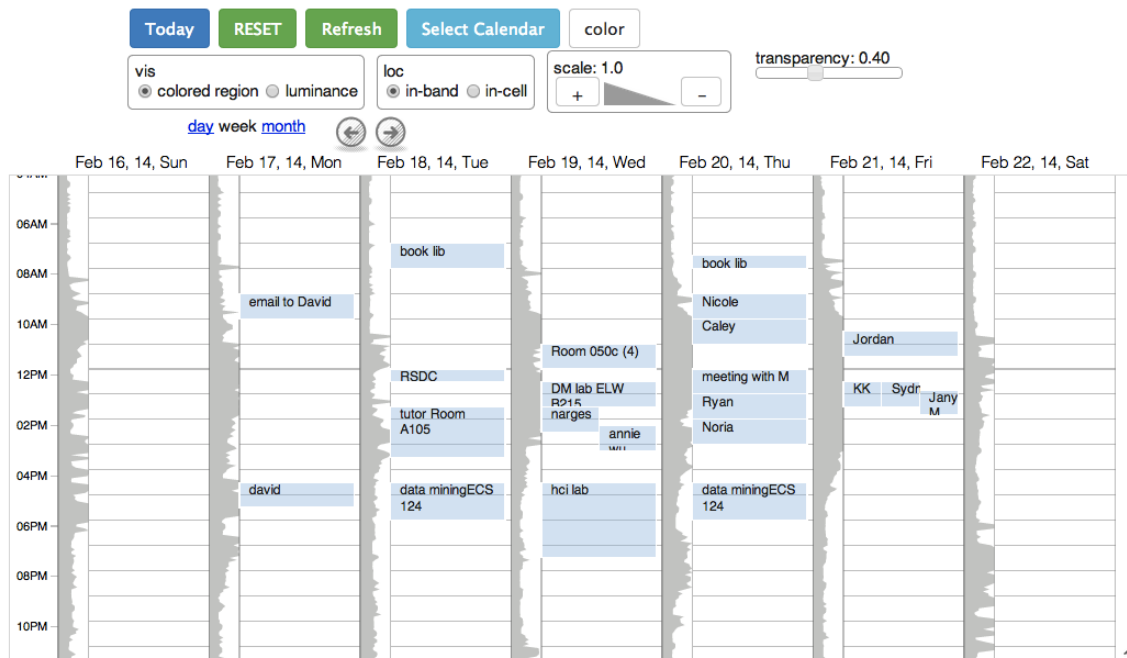 Today RESET Refresh Select Calendar color
transparency: 0.40
vis
colored region luminance
loc
in-band in-cell
scale: 1.0
+ -
day week month
Feb 16, 14, Sun Feb 17, 14, Mon Feb 18, 14, Tue Feb 19, 14, Wed Feb 20, 14, Thu Feb 21, 14, Fri Feb 22, 14, Sat
06AM
book lib
08AM
book lib
email to David
Nicole
10AM
Caley
Jordan
Room 050c (4)
12PM
RSDC
meeting with M
DM lab ELW
B215
KK Sydn
Jany
M
Ryan
tutor Room
A105
narges
02PM
Noria
annie
wu
04PM
david
data miningECS
124
hci lab
data miningECS
124
06PM
08PM
10PM